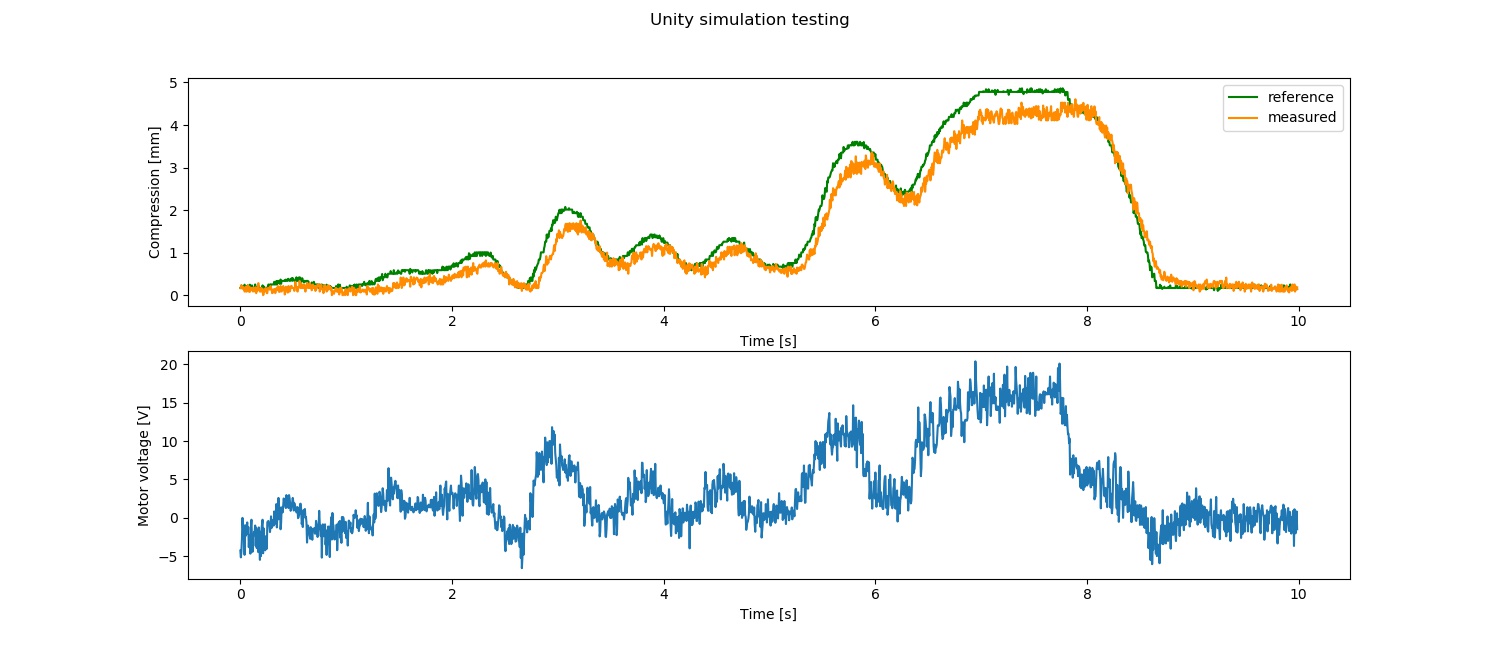 Unity simulation testing
5
4
3
2
1
0
Compression [mm]
reference
measured
0 2 4 6 8 10
Time [s]
20
15
10
5
0
−5
Motor voltage [V]
0 2 4 6 8 10
Time [s]